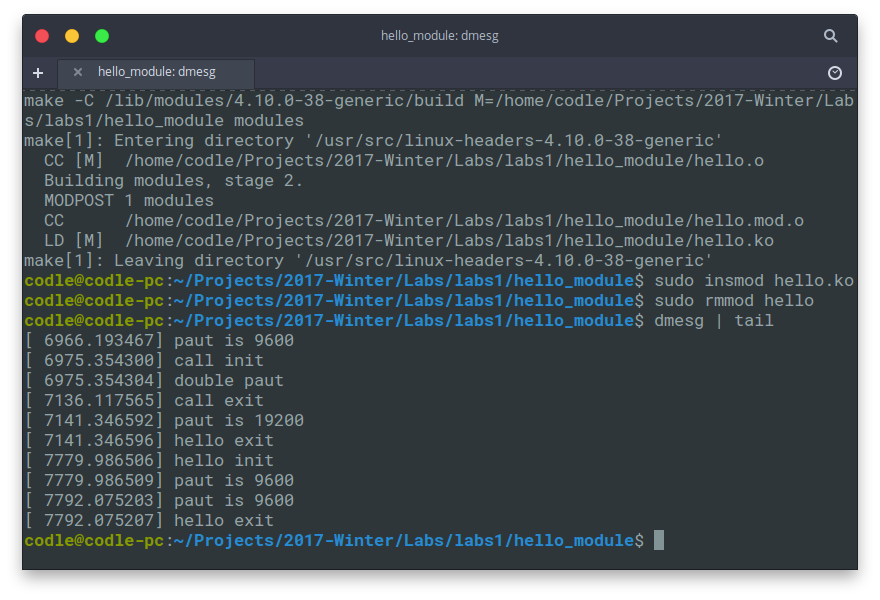 hello_module: dmesg
+ × hello_module: dmesg
make -C /lib/modules/4.10.0-38-generic/build M=/home/codle/Projects/2017-Winter/Lab
s/labs1/hello_module modules
make[1]: Entering directory '/usr/src/linux-headers-4.10.0-38-generic'
  CC [M]  /home/codle/Projects/2017-Winter/Labs/labs1/hello_module/hello.o
  Building modules, stage 2.
  MODPOST 1 modules
  CC      /home/codle/Projects/2017-Winter/Labs/labs1/hello_module/hello.mod.o
  LD [M]  /home/codle/Projects/2017-Winter/Labs/labs1/hello_module/hello.ko
make[1]: Leaving directory '/usr/src/linux-headers-4.10.0-38-generic'
codle@codle-pc:~/Projects/2017-Winter/Labs/labs1/hello_module$ sudo insmod hello.ko
codle@codle-pc:~/Projects/2017-Winter/Labs/labs1/hello_module$ sudo rmmod hello
codle@codle-pc:~/Projects/2017-Winter/Labs/labs1/hello_module$ dmesg | tail
[ 6966.193467] paut is 9600
[ 6975.354300] call init
[ 6975.354304] double paut
[ 7136.117565] call exit
[ 7141.346592] paut is 19200
[ 7141.346596] hello exit
[ 7779.986506] hello init
[ 7779.986509] paut is 9600
[ 7792.075203] paut is 9600
[ 7792.075207] hello exit
codle@codle-pc:~/Projects/2017-Winter/Labs/labs1/hello_module$